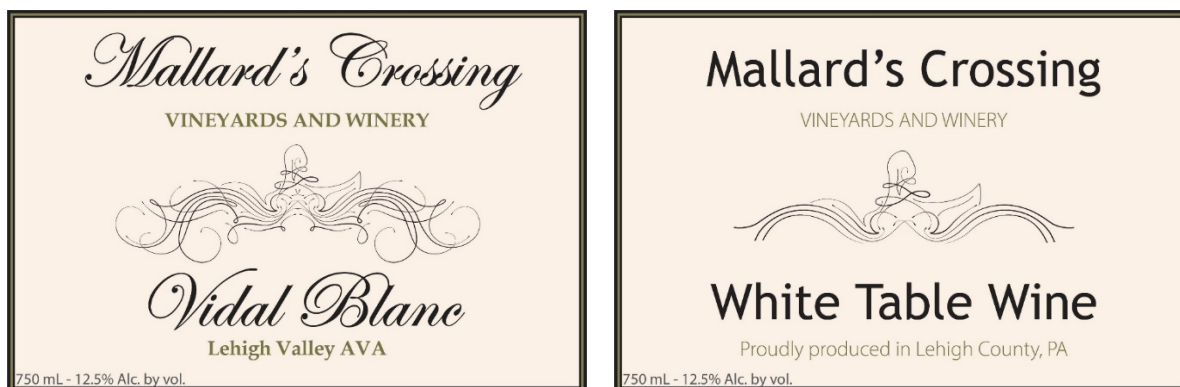 Mallard's Crossing
VINEYARDS AND WINERY
Vidal Blanc
Lehigh Valley AVA
750 mL - 12.5% Alc. by vol.
Mallard's Crossing
VINEYARDS AND WINERY
White Table Wine
Proudly produced in Lehigh County, PA
750 mL - 12.5% Alc. by vol.